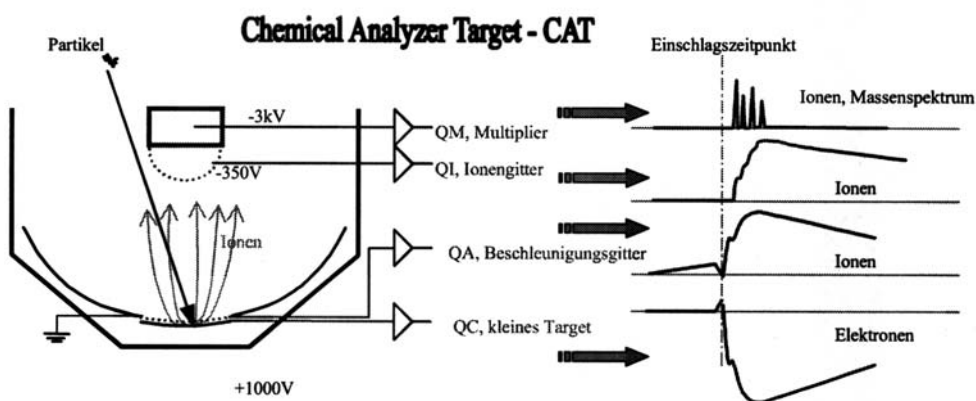 Chemical Analyzer Target - CAT
Partikel
Einschlagszeitpunkt
-3kV
QM, Multiplier
Ionen, Massenspektrum
-350V
QI, Ionengitter
Ionen
Ionen
QA, Beschleunigungsgitter
Ionen
QC, kleines Target
Elektronen
+1000V